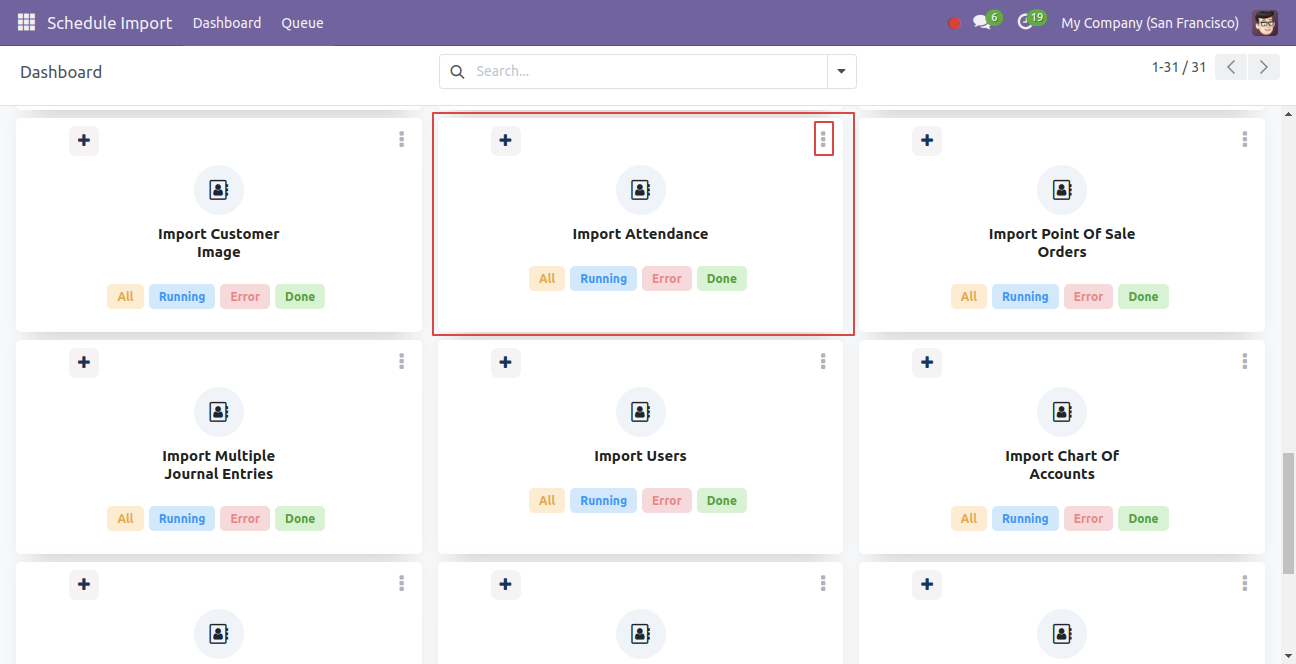 Schedule Import Dashboard Queue 6 19 My Company (San Francisco)
Dashboard Search... 1-31 / 31
Import Customer
Image
All Running Error Done
Import Attendance
All Running Error Done
Import Point Of Sale
Orders
All Running Error Done
Import Multiple
Journal Entries
All Running Error Done
Import Users
All Running Error Done
Import Chart Of
Accounts
All Running Error Done